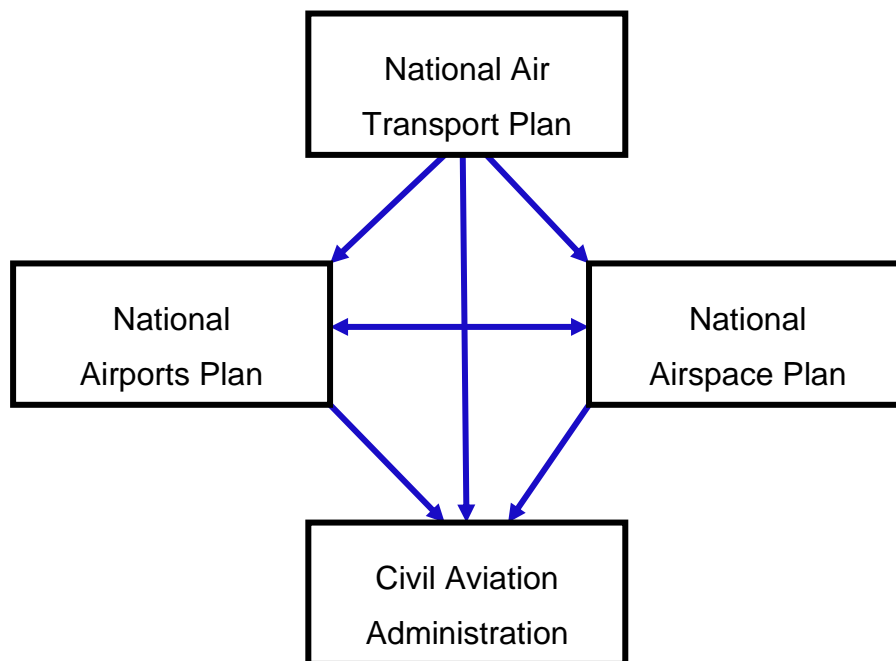 National Air
Transport Plan
National
Airports Plan
National
Airspace Plan
Civil Aviation
Administration